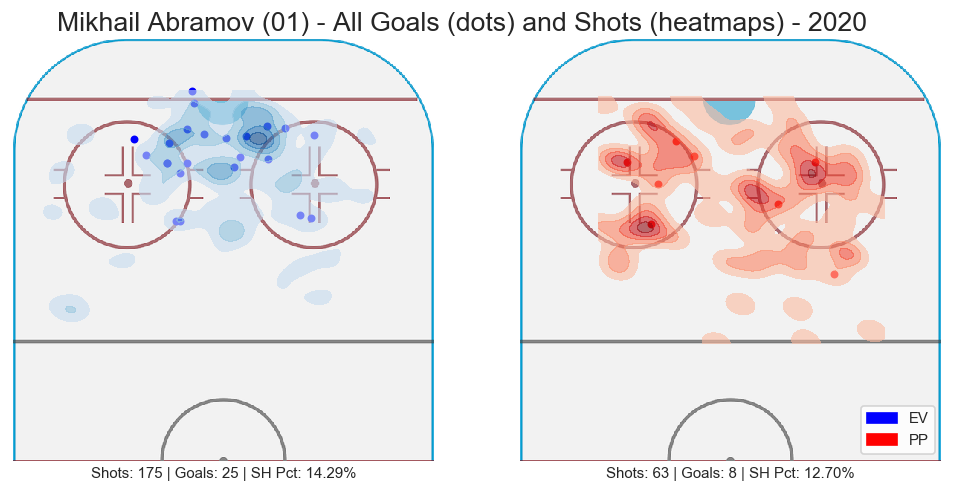 Mikhail Abramov (01) - All Goals (dots) and Shots (heatmaps) - 2020
EV
PP
Shots: 175 | Goals: 25 | SH Pct: 14.29%
Shots: 63 | Goals: 8 | SH Pct: 12.70%